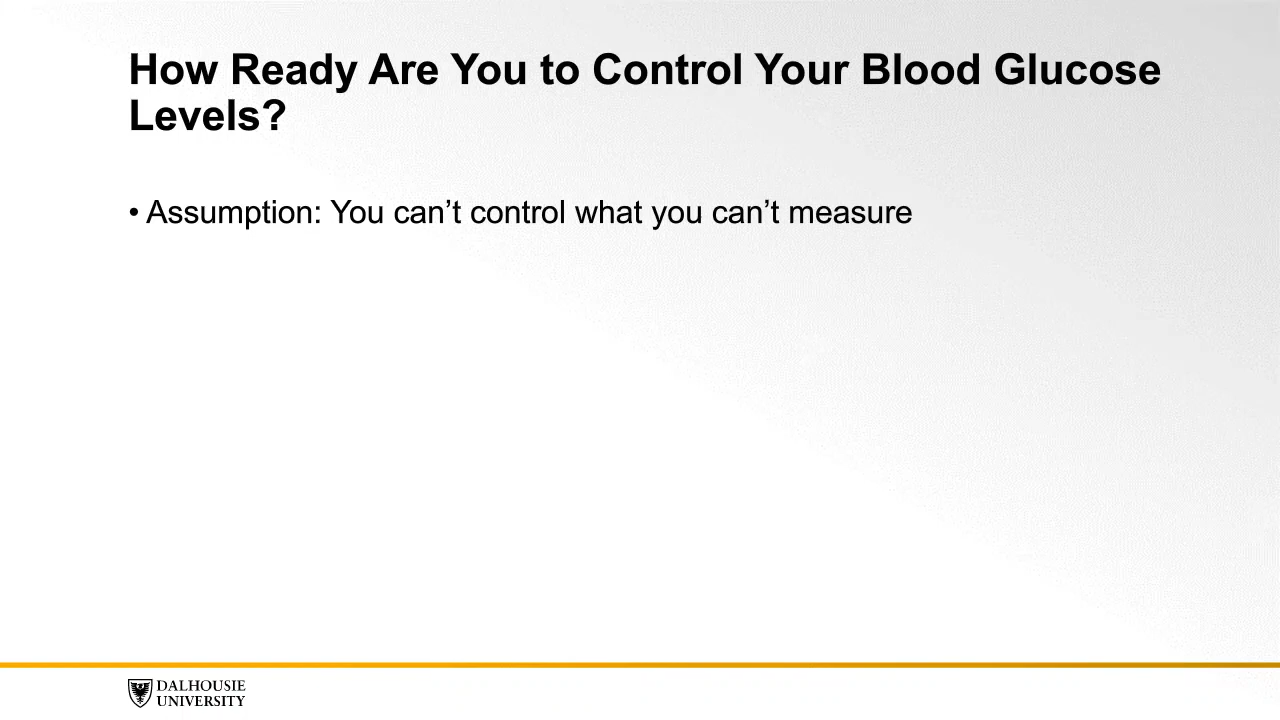 How Ready Are You to Control Your Blood Glucose
Levels?
• Assumption: You can’t control what you can’t measure
DALHOUSIE
UNIVERSITY